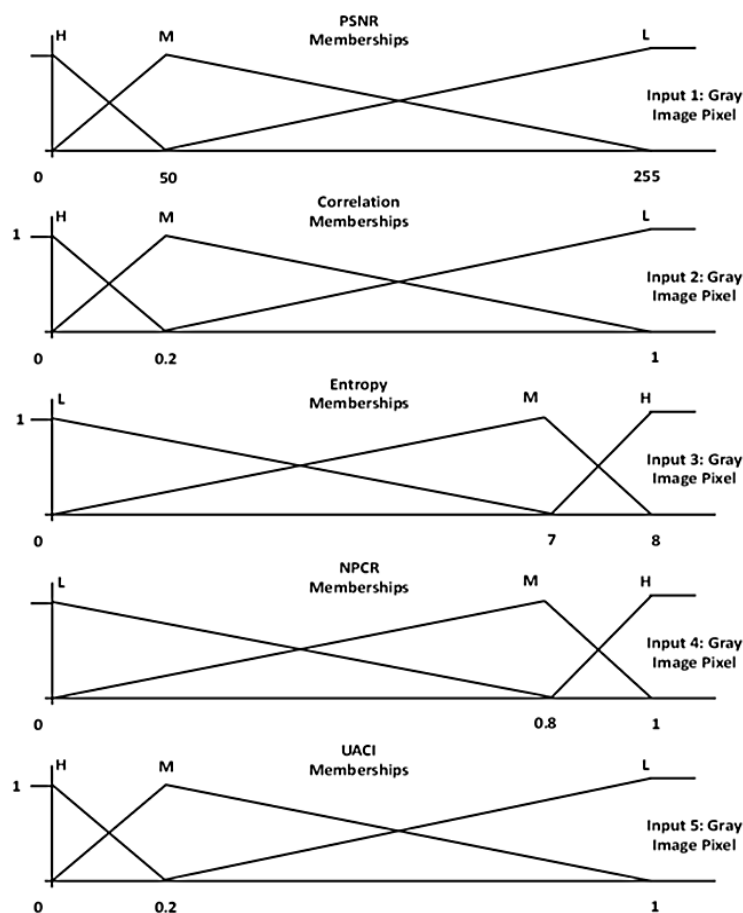 PSNR
Memberships
H
M
L
Input 1: Gray
Image Pixel
0
50
255
Correlation
Memberships
H
M
L
1
Input 2: Gray
Image Pixel
0
0.2
1
Entropy
Memberships
L
M
H
1
Input 3: Gray
Image Pixel
0
7
8
NPCR
Memberships
L
M
H
Input 4: Gray
Image Pixel
0
0.8
1
UACI
Memberships
H
M
L
1
Input 5: Gray
Image Pixel
0
0.2
1